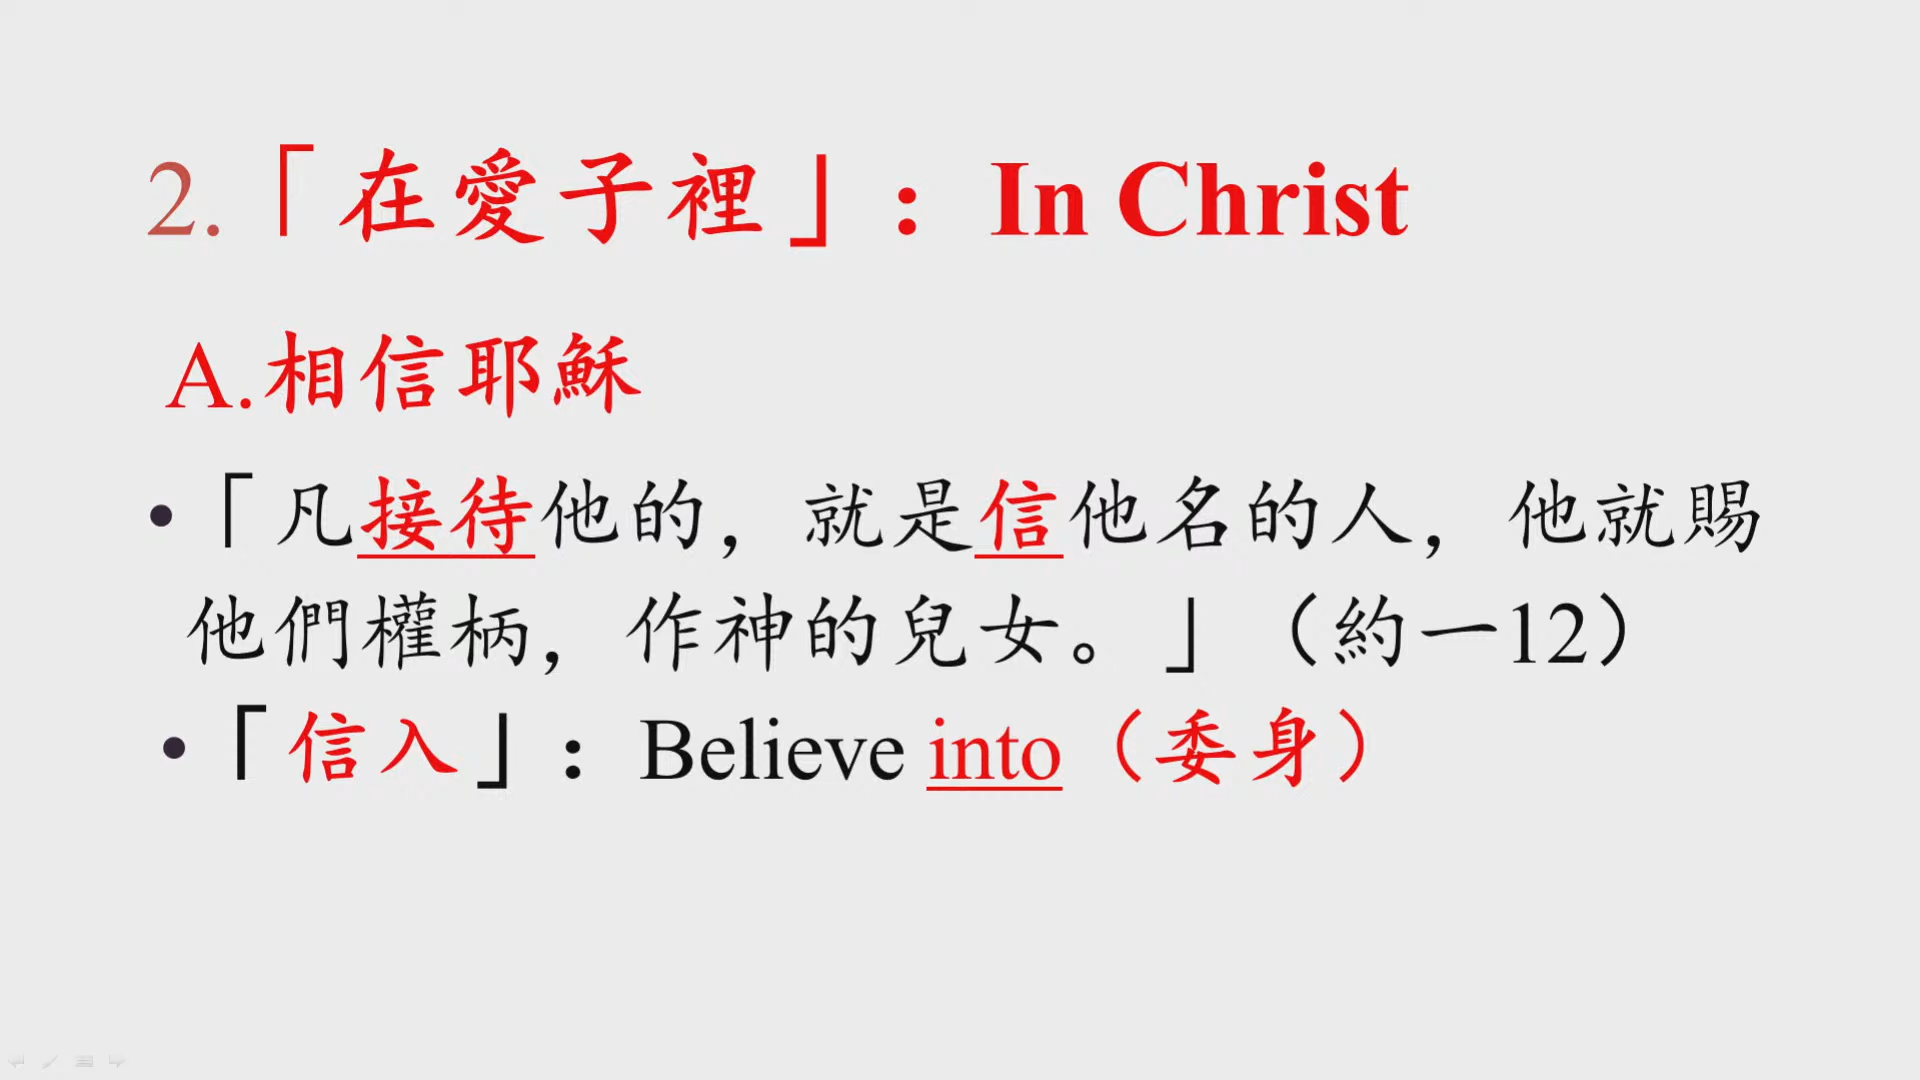 2.「在愛子裡」：In Christ
A.相信耶穌
•「凡接待他的，就是信他名的人，他就賜
他們權柄，作神的兒女。」（約一12）
•「信入」：Believe into（委身）